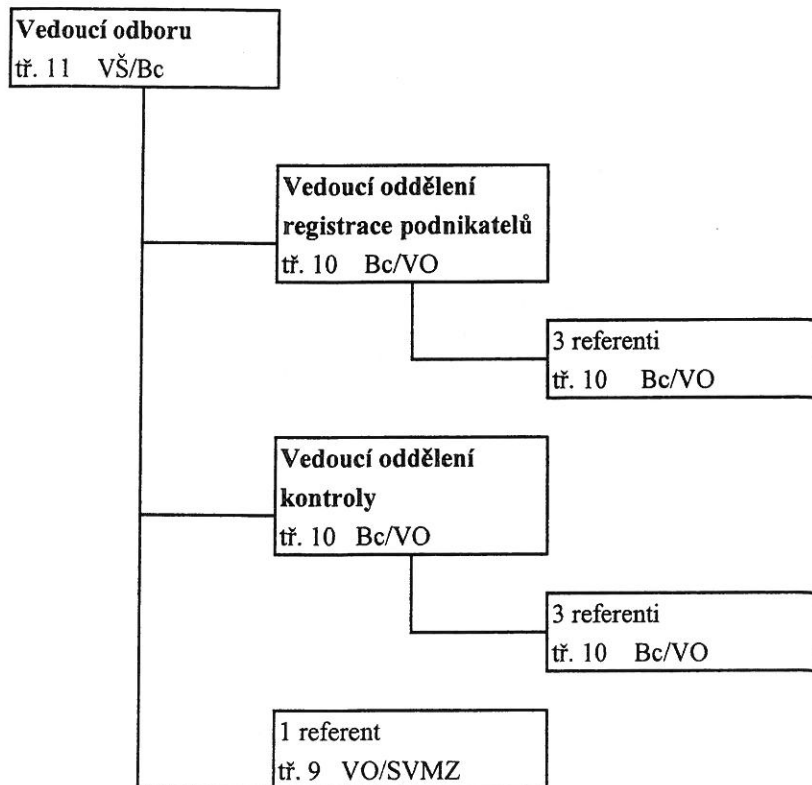 Vedoucí odboru
tř. 11 VŠ/Bc
Vedoucí oddělení
registrace podnikatelů
tř. 10 Bc/VO
3 referenti
tř. 10 Bc/VO
Vedoucí oddělení
kontroly
tř. 10 Bc/VO
3 referenti
tř. 10 Bc/VO
1 referent
tř. 9 VO/SVMZ